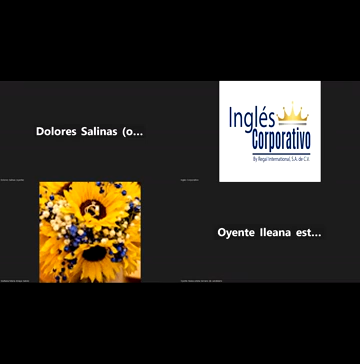 Dolores Salinas (o...
Inglés
Corporativo
By Regal International, S.A. de C.V.
Oyente Ileana est...